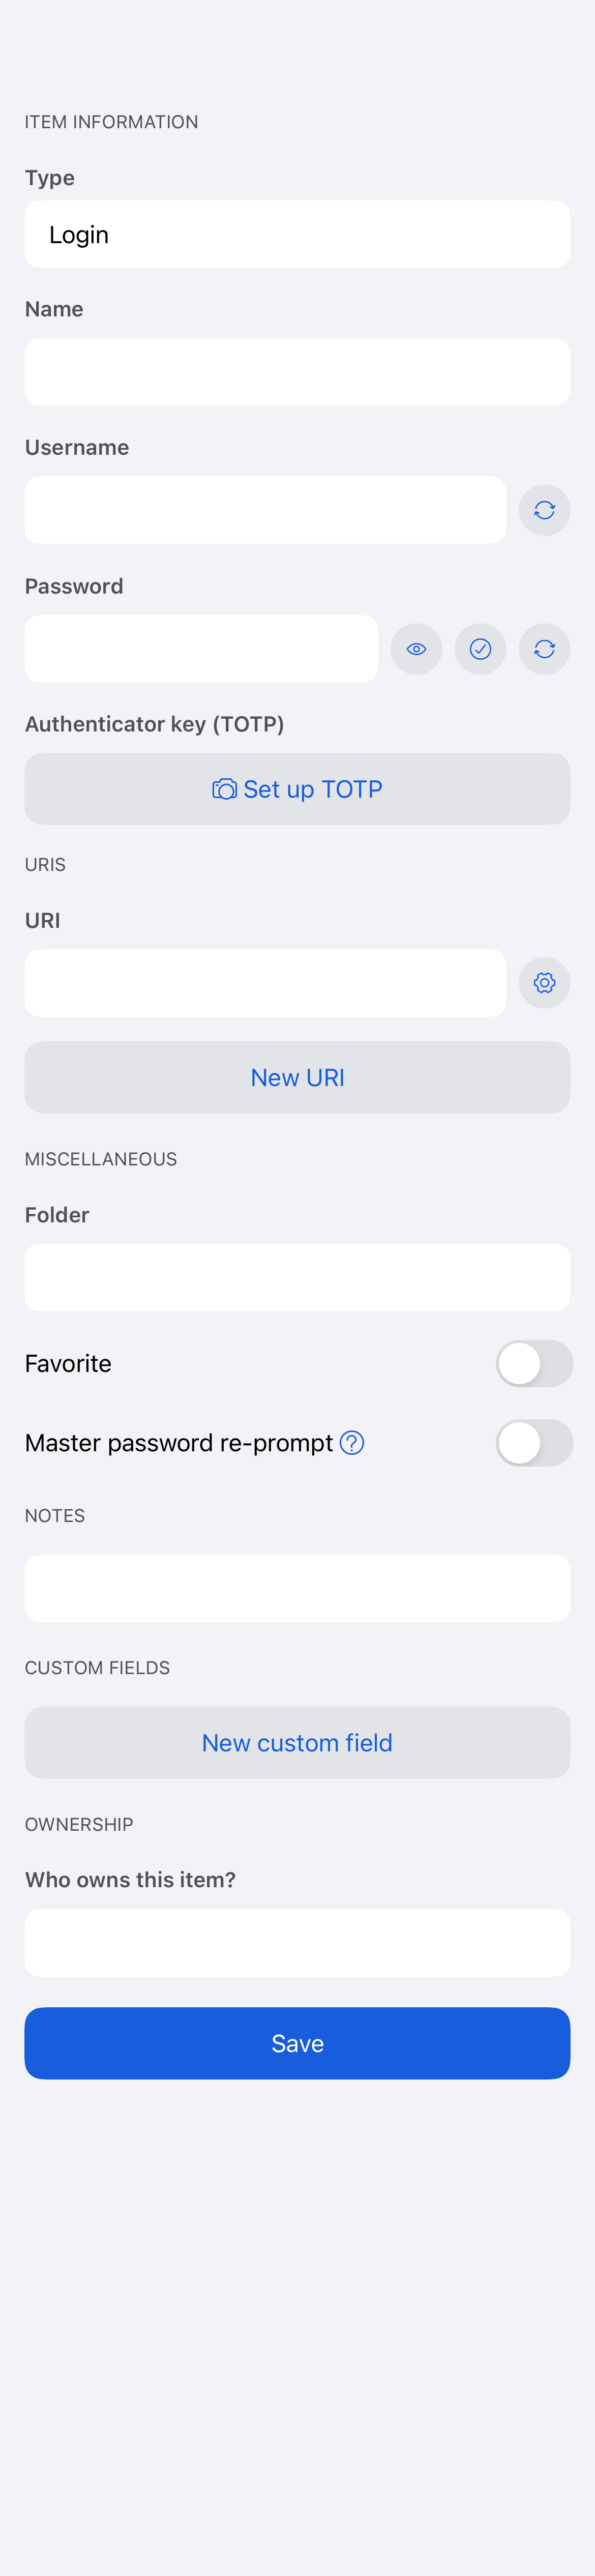 ITEM INFORMATION
Type
Login
Name
Username
Password
Authenticator key (TOTP)
Set up TOTP
URIS
URI
New URI
MISCELLANEOUS
Folder
Favorite
Master password re-prompt
NOTES
CUSTOM FIELDS
New custom field
OWNERSHIP
Who owns this item?
Save